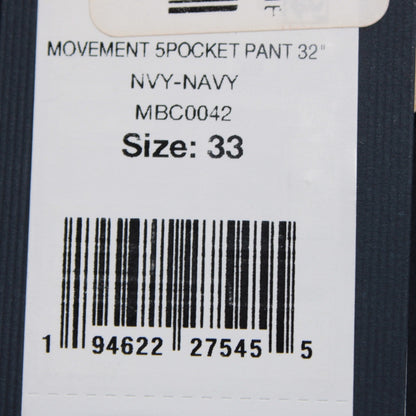 MOVEMENT 5POCKET PANT 32"
NVY-NAVY
MBC0042
Size: 33
1 94622 27545 5